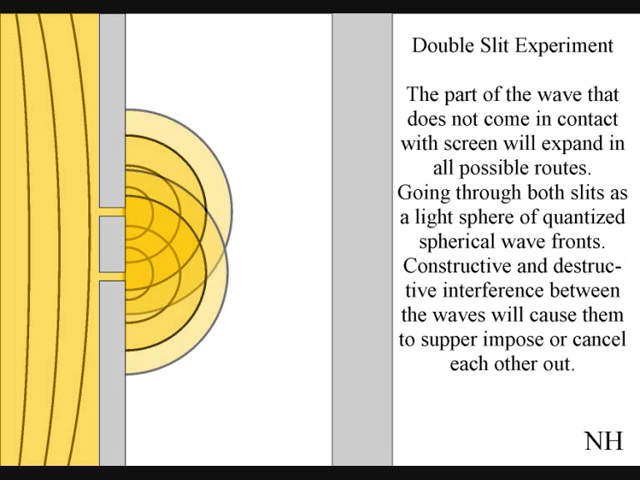 Double Slit Experiment
The part of the wave that
does not come in contact
with screen will expand in
all possible routes.
Going through both slits as
a light sphere of quantized
spherical wave fronts.
Constructive and destruc-
tive interference between
the waves will cause them
to supper impose or cancel
each other out.
NH